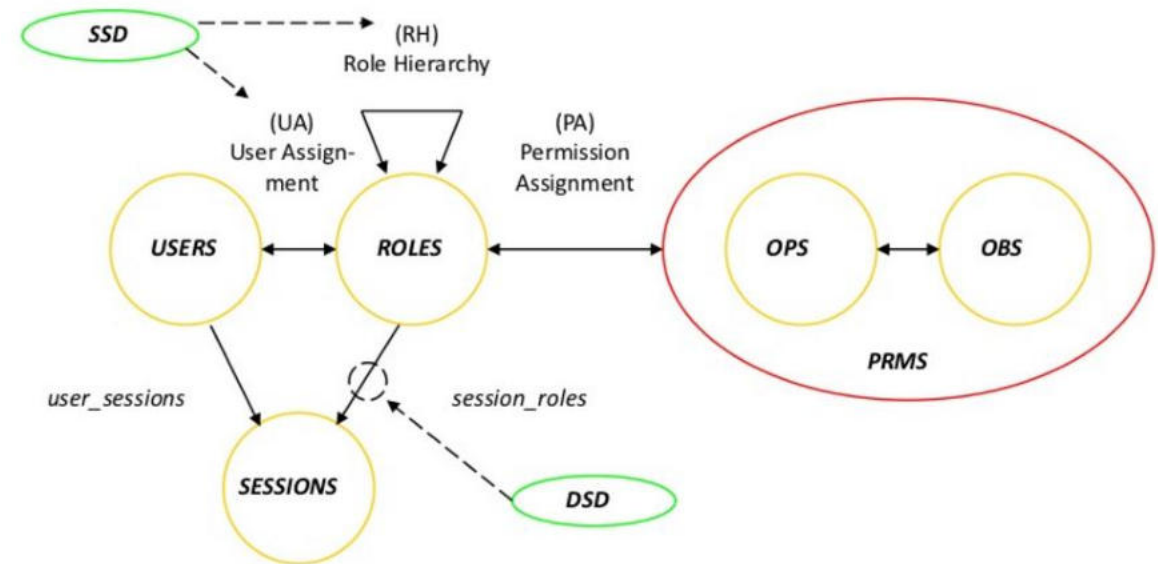 SSD
(RH)
Role Hierarchy
(UA)
User Assign-
ment
(PA)
Permission
Assignment
USERS
ROLES
OPS
OBS
PRMS
user_sessions
session_roles
SESSIONS
DSD